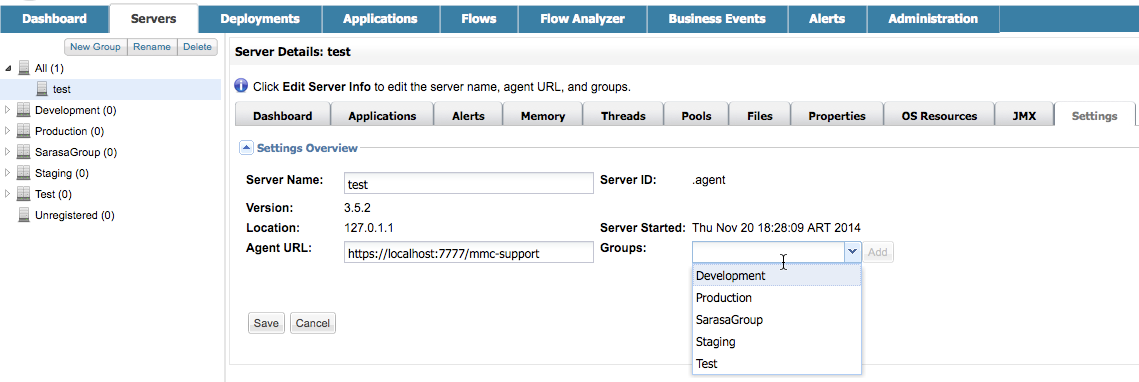 Dashboard Servers Deployments Applications Flows Flow Analyzer Business Events Alerts Administration
New Group Rename Delete
All (1)
test
Development (0)
Production (0)
SarasaGroup (0)
Staging (0)
Test (0)
Unregistered (0)
Server Details: test
Click Edit Server Info to edit the server name, agent URL, and groups.
Dashboard Applications Alerts Memory Threads Pools Files Properties OS Resources JMX Settings
Settings Overview
Server Name: test Server ID: .agent
Version: 3.5.2
Location: 127.0.1.1 Server Started: Thu Nov 20 18:28:09 ART 2014
Agent URL: https://localhost:7777/mmc-support Groups: Add
Development
Production
SarasaGroup
Staging
Test
Save Cancel